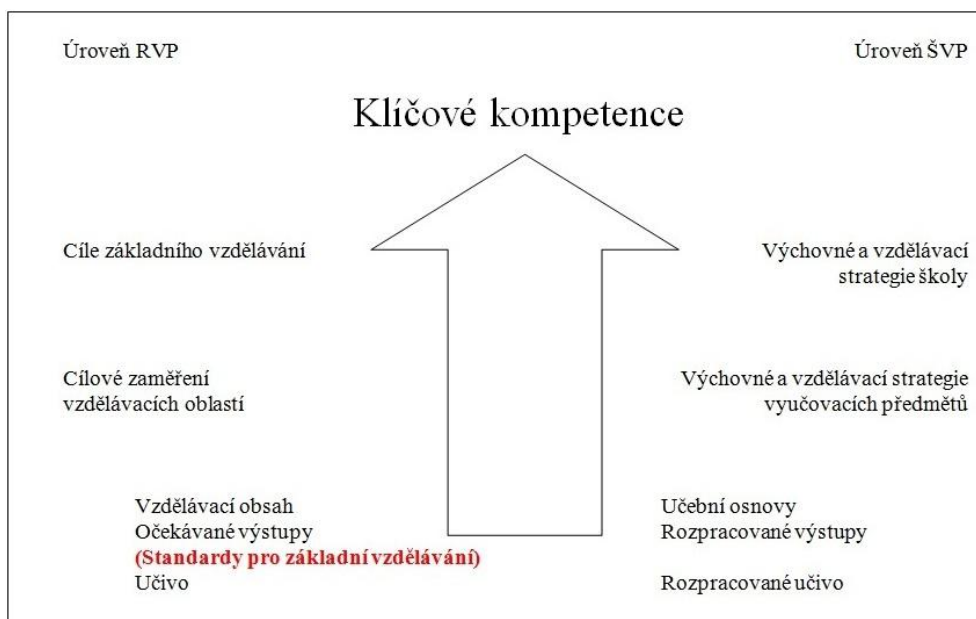 Úroveň RVP
Úroveň ŠVP
Klíčové kompetence
Cíle základního vzdělávání
Výchovné a vzdělávací
strategie školy
Cílové zaměření
vzdělávacích oblastí
Výchovné a vzdělávací strategie
vyučovacích předmětů
Vzdělávací obsah
Očekávané výstupy
(Standardy pro základní vzdělávání)
Učivo
Učební osnovy
Rozpracované výstupy
Rozpracované učivo